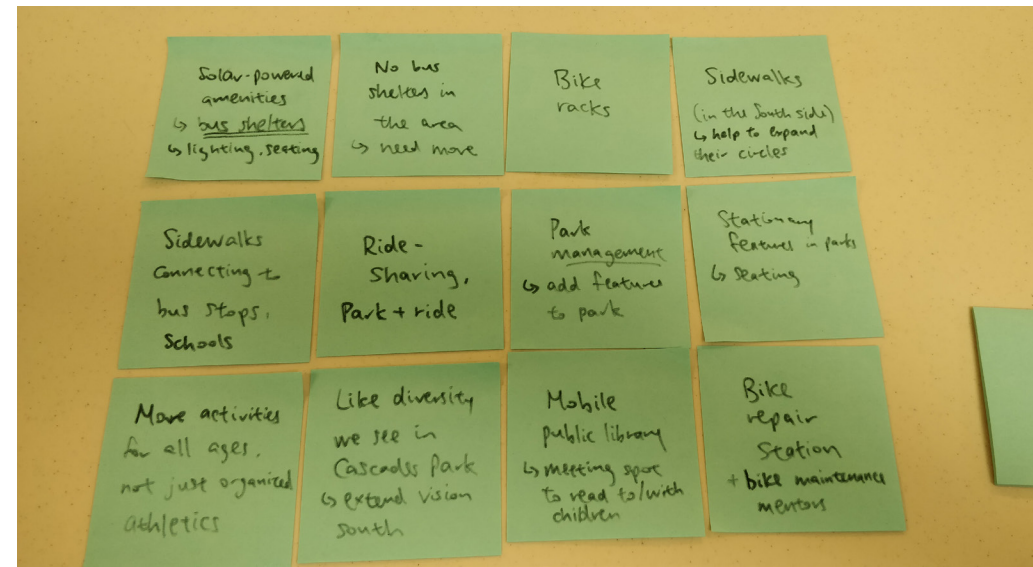 Solar-powered
amenities
↳ bus shelters
↳ lighting, seating
No bus
shelters in
the area
↳ need more
Bike
racks
Sidewalks
(in the South side)
↳ help to expand
their circles
Sidewalks
connecting to
bus stops,
schools
Ride-
Sharing,
Park + ride
Park
management
↳ add features
to park
Stationary
features in parks
↳ seating
More activities
for all ages,
not just organized
athletics
Like diversity
we see in
Cascades Park
↳ extend vision
south
Mobile
public library
↳ meeting spot
to read to/with
children
Bike
repair
Station
+ bike maintenance
mentors